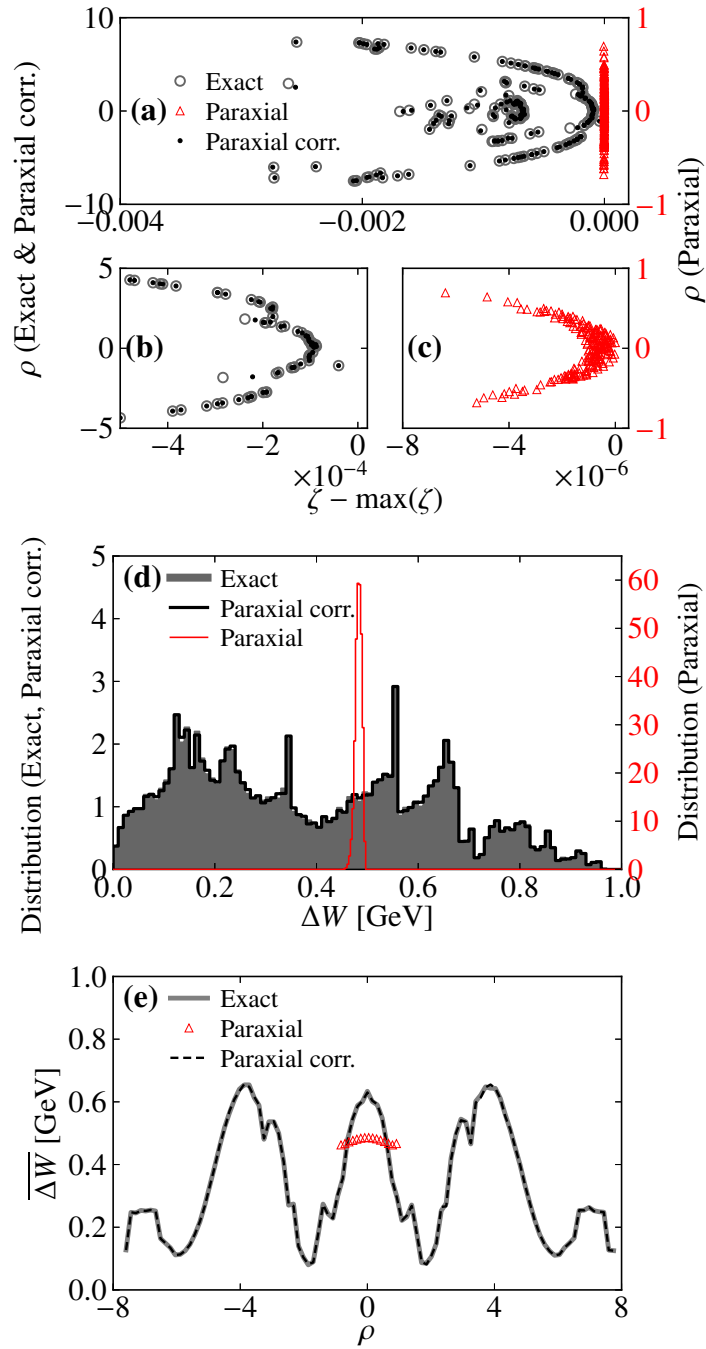 ρ (Exact & Paraxial corr.)
10
0
−10
(a)
Exact
Paraxial
Paraxial corr.
1
0
−1
ρ (Paraxial)
−0.004
−0.002
0.000
5
0
−5
(b)
−4
−2
0
×10⁻⁴
(c)
1
0
−1
−8
−4
0
×10⁻⁶
ζ − max(ζ)
Distribution (Exact, Paraxial corr.)
5
4
3
2
1
0
(d)
Exact
Paraxial corr.
Paraxial
60
50
40
30
20
10
0
Distribution (Paraxial)
0.0
0.2
0.4
0.6
0.8
1.0
ΔW [GeV]
Δ̅W̅ [GeV]
1.0
0.8
0.6
0.4
0.2
0.0
(e)
Exact
Paraxial
Paraxial corr.
−8
−4
0
4
8
ρ